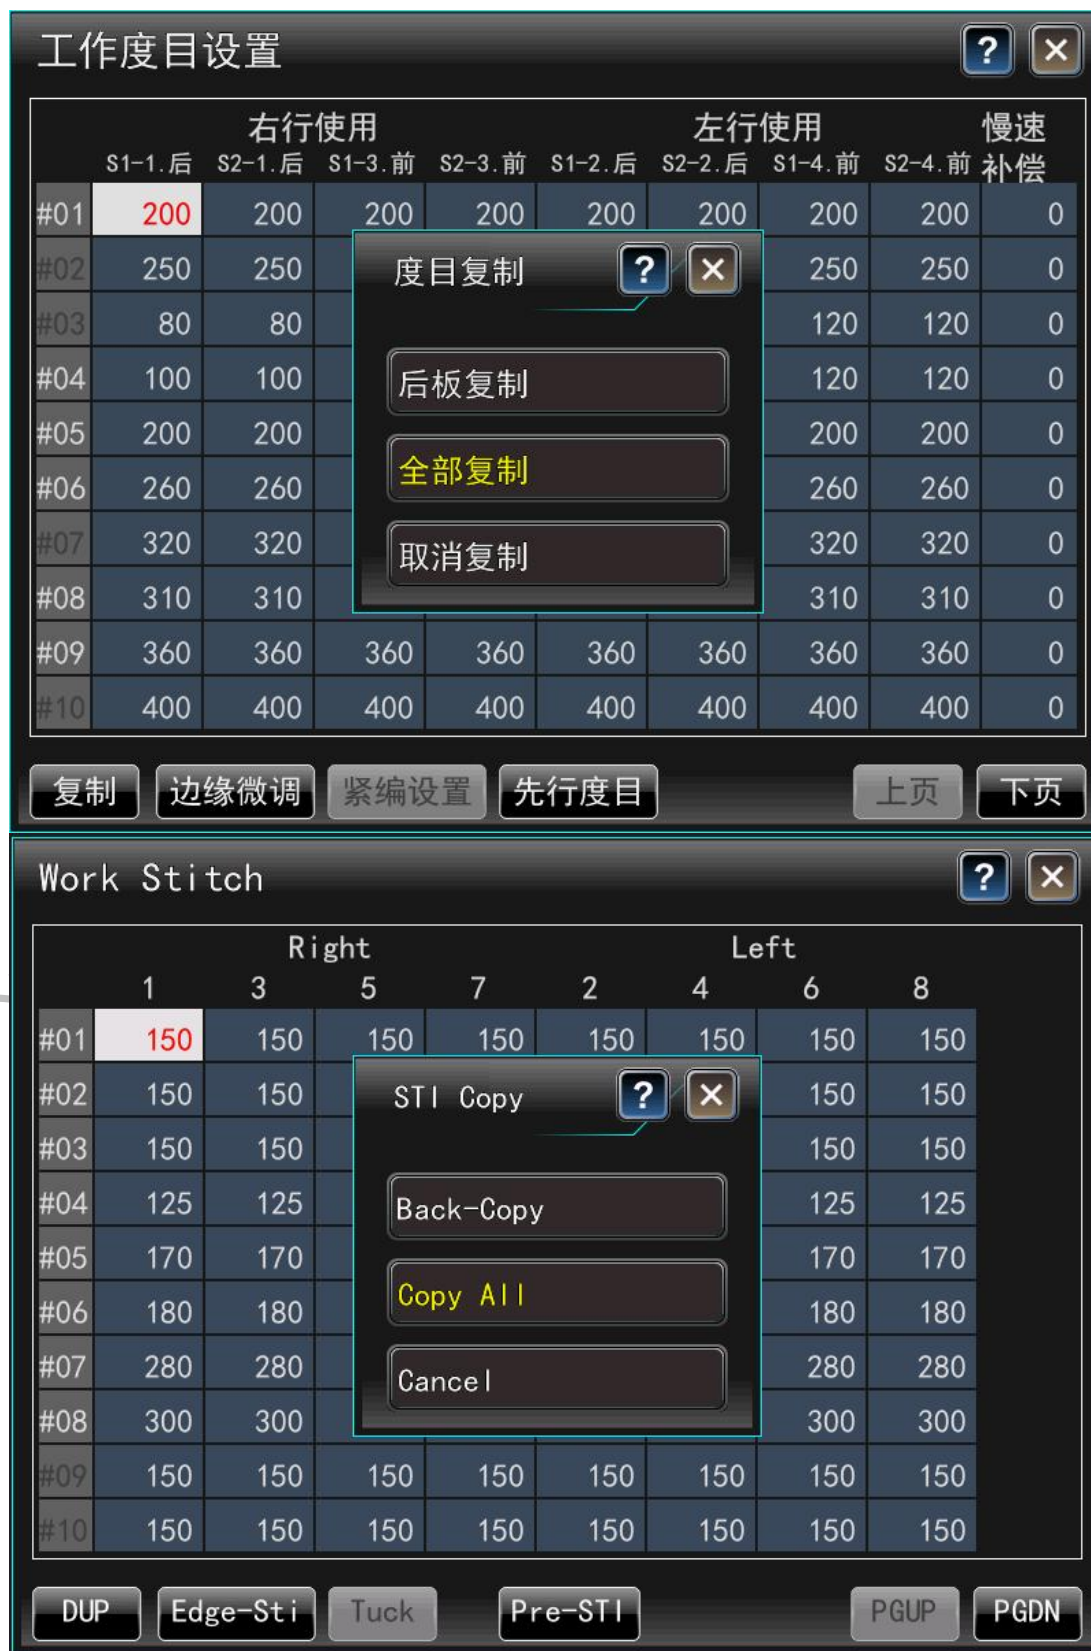 工作度目设置 ? ×
右行使用 左行使用 慢速
S1-1.后 S2-1.后 S1-3.前 S2-3.前 S1-2.后 S2-2.后 S1-4.前 S2-4.前 补偿
#01 200 200 200 200 200 200 200 200 0
#02 250 250 250 250 0
#03 80 80 120 120 0
#04 100 100 120 120 0
#05 200 200 200 200 0
#06 260 260 260 260 0
#07 320 320 320 320 0
#08 310 310 310 310 0
#09 360 360 360 360 360 360 360 360 0
#10 400 400 400 400 400 400 400 400 0
度目复制 ? ×
后板复制
全部复制
取消复制
复制 边缘微调 紧编设置 先行度目 上页 下页
Work Stitch ? ×
Right Left
1 3 5 7 2 4 6 8
#01 150 150 150 150 150 150 150 150
#02 150 150 150 150
#03 150 150 150 150
#04 125 125 125 125
#05 170 170 170 170
#06 180 180 180 180
#07 280 280 280 280
#08 300 300 300 300
#09 150 150 150 150 150 150 150 150
#10 150 150 150 150 150 150 150 150
STI Copy ? ×
Back-Copy
Copy All
Cancel
DUP Edge-Sti Tuck Pre-STI PGUP PGDN